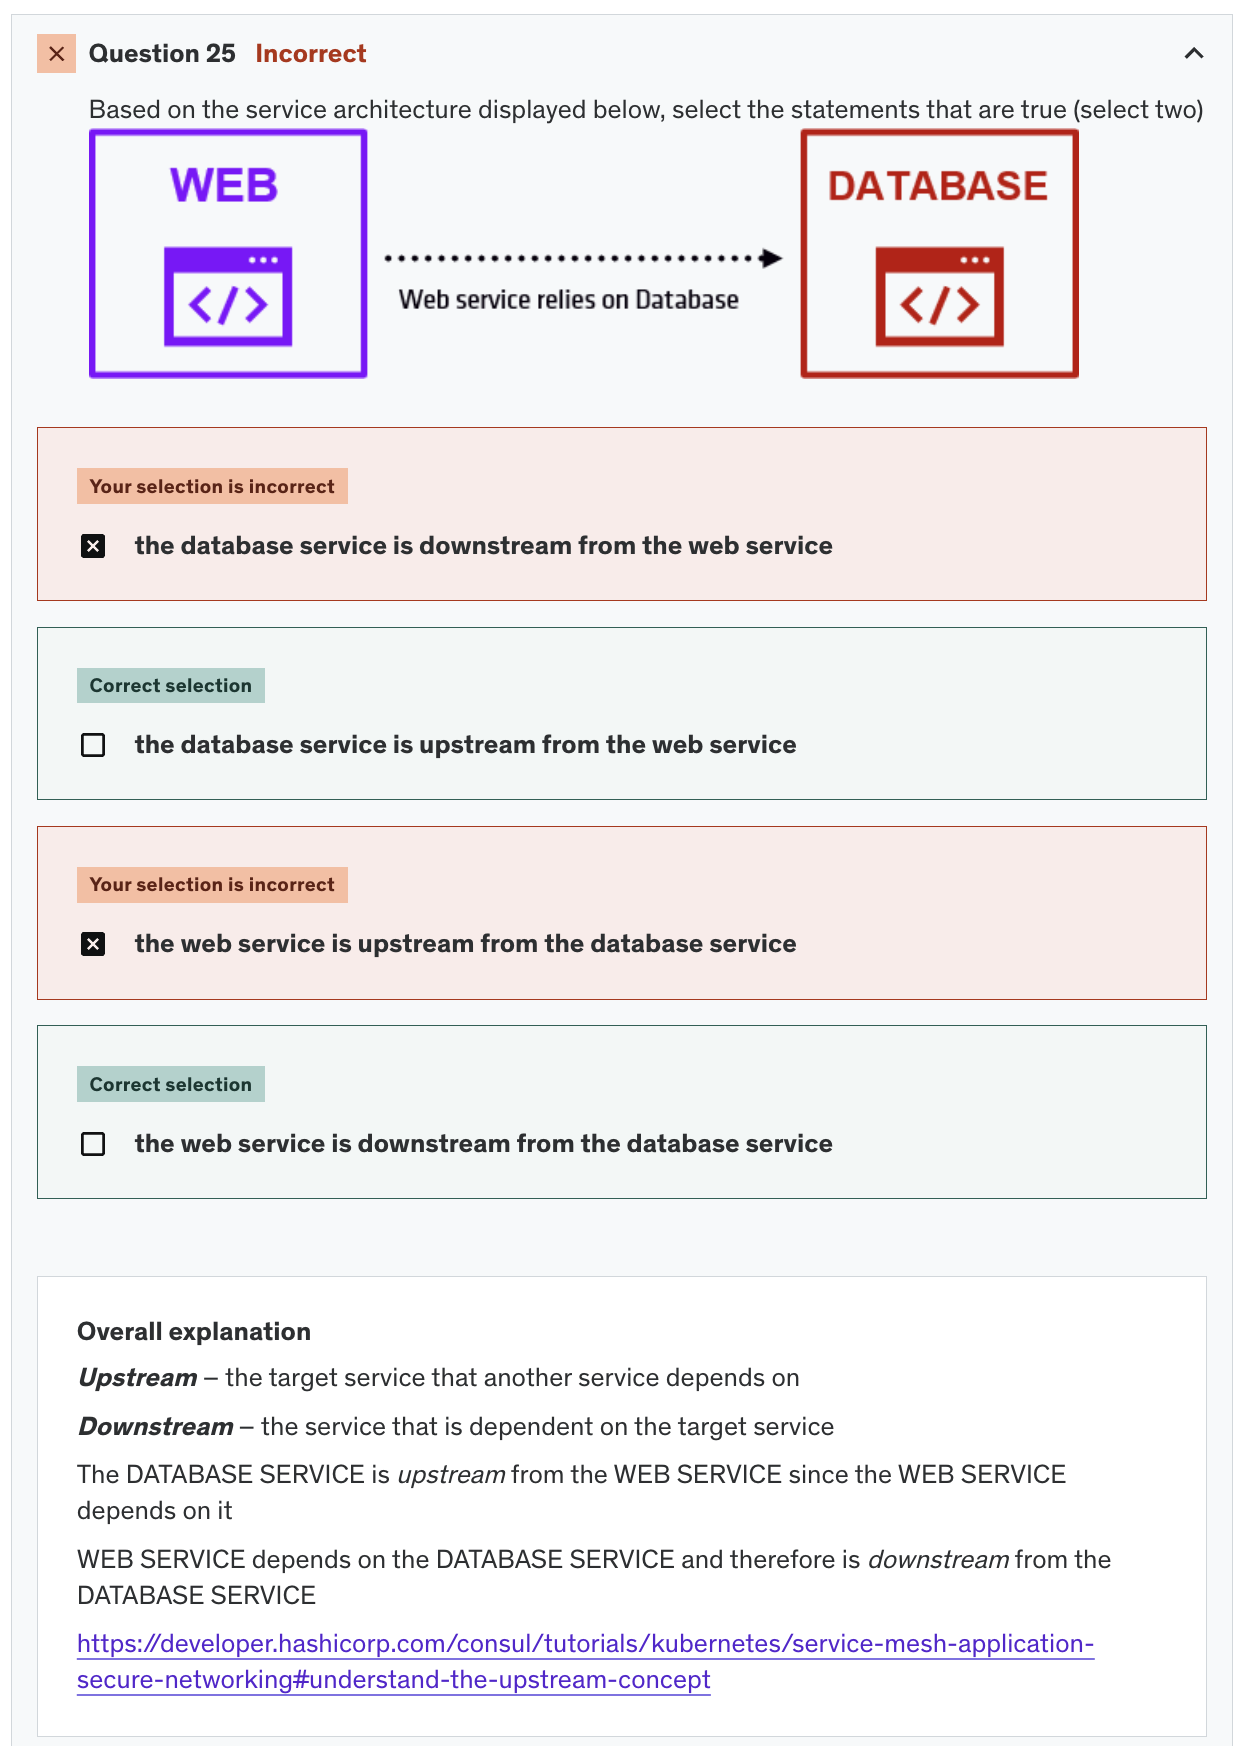 Question 25 Incorrect
Based on the service architecture displayed below, select the statements that are true (select two)
WEB
DATABASE
</>
</>
Web service relies on Database
Your selection is incorrect
the database service is downstream from the web service
Correct selection
the database service is upstream from the web service
Your selection is incorrect
the web service is upstream from the database service
Correct selection
the web service is downstream from the database service
Overall explanation
Upstream – the target service that another service depends on
Downstream – the service that is dependent on the target service
The DATABASE SERVICE is upstream from the WEB SERVICE since the WEB SERVICE
depends on it
WEB SERVICE depends on the DATABASE SERVICE and therefore is downstream from the
DATABASE SERVICE
https://developer.hashicorp.com/consul/tutorials/kubernetes/service-mesh-application-
secure-networking#understand-the-upstream-concept